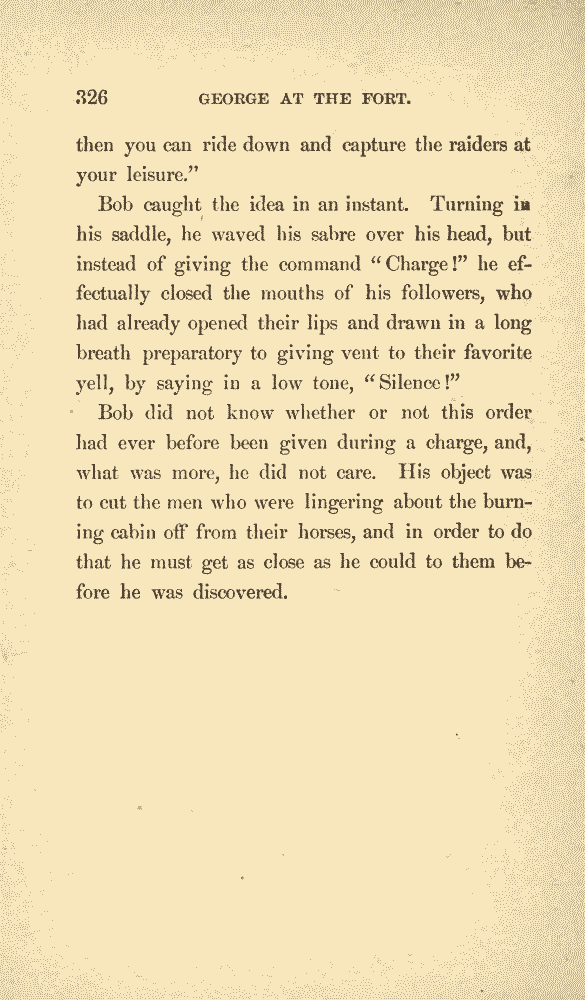 326 GEORGE AT THE FORT.
then you can ride down and capture the raiders at
your leisure.”
Bob caught the idea in an instant. Turning in
his saddle, he waved his sabre over his head, but
instead of giving the command “Charge!” he ef-
fectually closed the mouths of his followers, who
had already opened their lips and drawn in a long
breath preparatory to giving vent to their favorite
yell, by saying in a low tone, “Silence!”
Bob did not know whether or not this order
had ever before been given during a charge, and,
what was more, he did not care. His object was
to cut the men who were lingering about the burn-
ing cabin off from their horses, and in order to do
that he must get as close as he could to them be-
fore he was discovered.